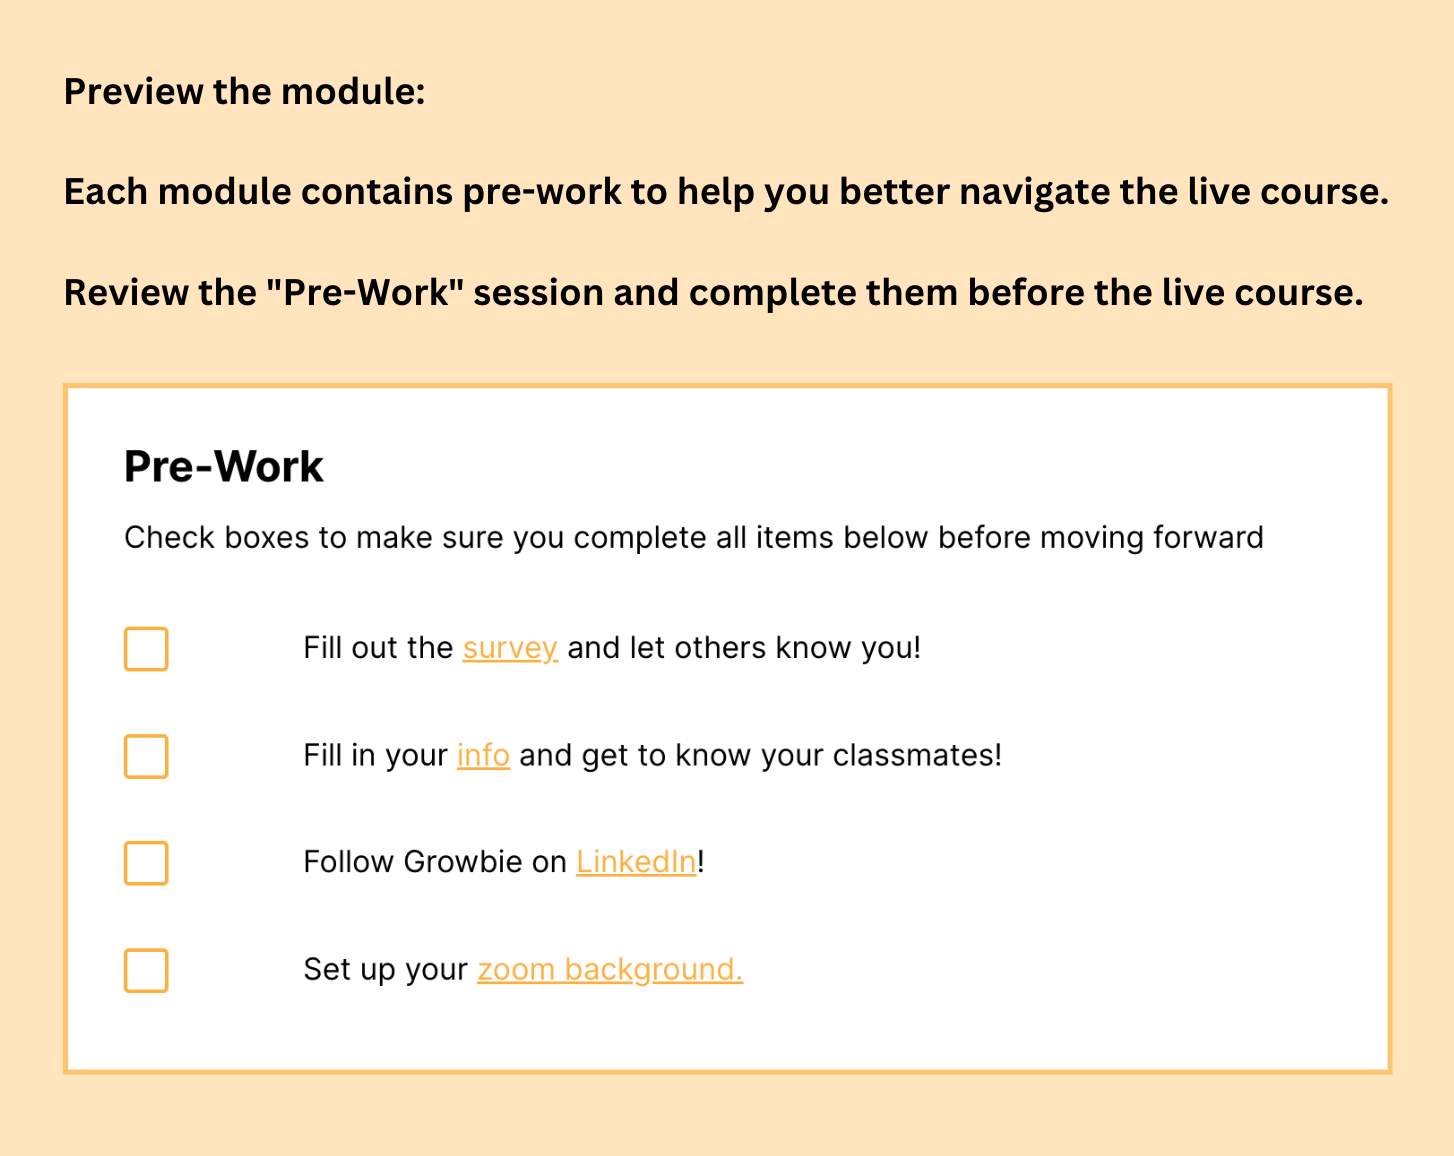 Preview the module:
Each module contains pre-work to help you better navigate the live course.
Review the "Pre-Work" session and complete them before the live course.
Pre-Work
Check boxes to make sure you complete all items below before moving forward
Fill out the survey and let others know you!
Fill in your info and get to know your classmates!
Follow Growbie on LinkedIn!
Set up your zoom background.